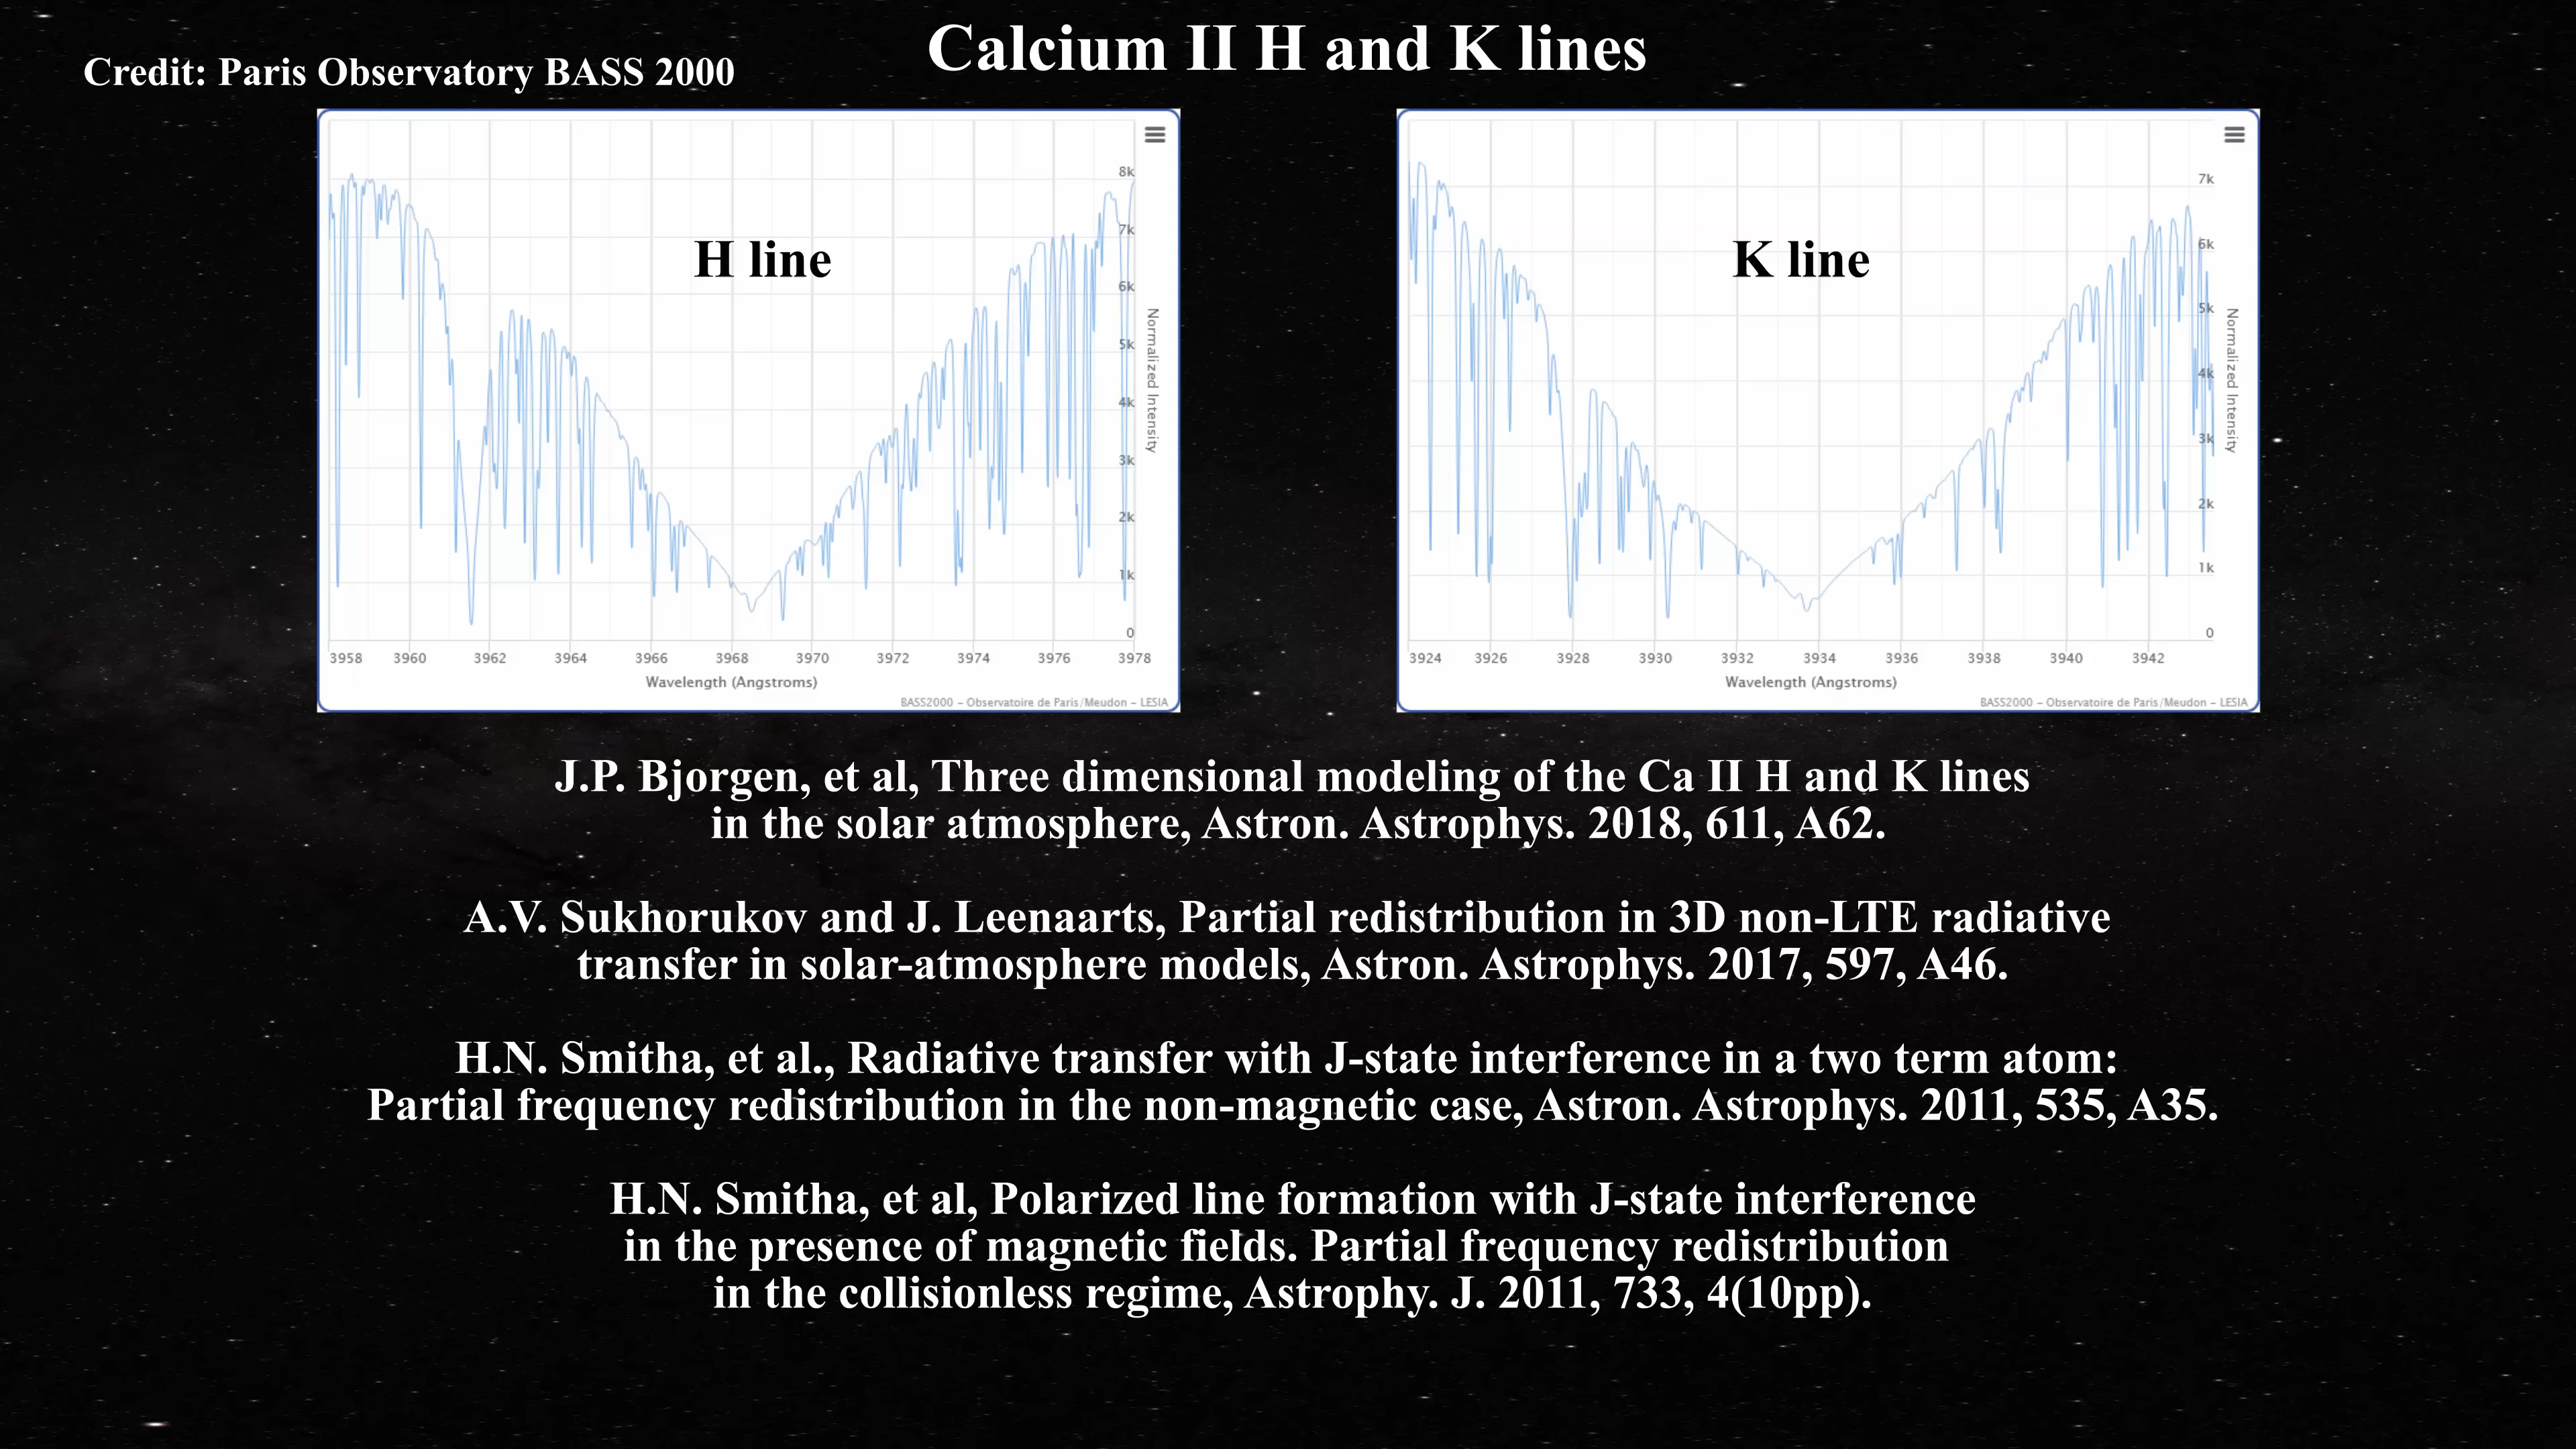 Calcium II H and K lines
Credit: Paris Observatory BASS 2000
H line
8k
7k
6k
5k
4k
3k
2k
1k
0
Normalized Intensity
3958 3960 3962 3964 3966 3968 3970 3972 3974 3976 3978
Wavelength (Angstroms)
BASS2000 – Observatoire de Paris/Meudon – LESIA
K line
7k
6k
5k
4k
3k
2k
1k
0
Normalized Intensity
3924 3926 3928 3930 3932 3934 3936 3938 3940 3942
Wavelength (Angstroms)
BASS2000 – Observatoire de Paris/Meudon – LESIA
J.P. Bjorgen, et al, Three dimensional modeling of the Ca II H and K lines
in the solar atmosphere, Astron. Astrophys. 2018, 611, A62.
A.V. Sukhorukov and J. Leenaarts, Partial redistribution in 3D non-LTE radiative
transfer in solar-atmosphere models, Astron. Astrophys. 2017, 597, A46.
H.N. Smitha, et al., Radiative transfer with J-state interference in a two term atom:
Partial frequency redistribution in the non-magnetic case, Astron. Astrophys. 2011, 535, A35.
H.N. Smitha, et al, Polarized line formation with J-state interference
in the presence of magnetic fields. Partial frequency redistribution
in the collisionless regime, Astrophy. J. 2011, 733, 4(10pp).